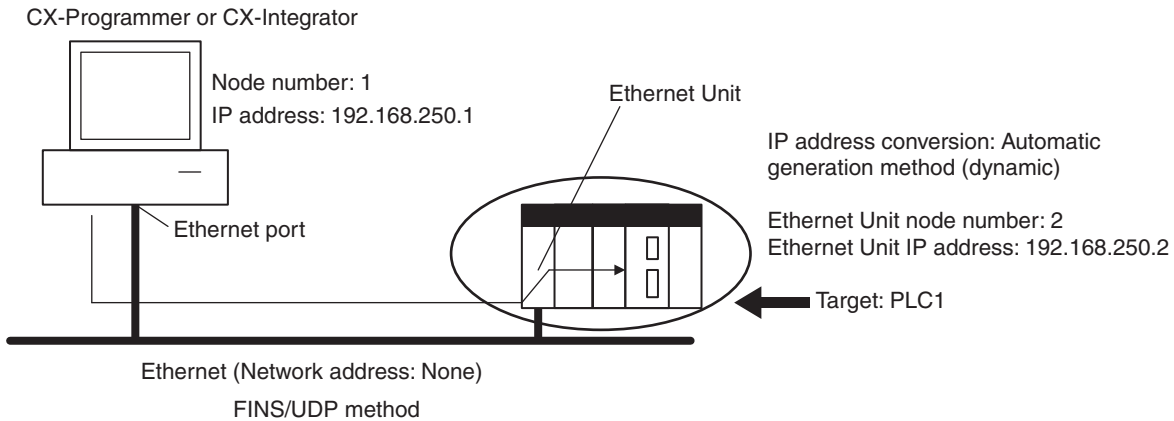 CX-Programmer or CX-Integrator
Node number: 1
IP address: 192.168.250.1
Ethernet Unit
IP address conversion: Automatic
generation method (dynamic)
Ethernet port
Ethernet Unit node number: 2
Ethernet Unit IP address: 192.168.250.2
Target: PLC1
Ethernet (Network address: None)
FINS/UDP method